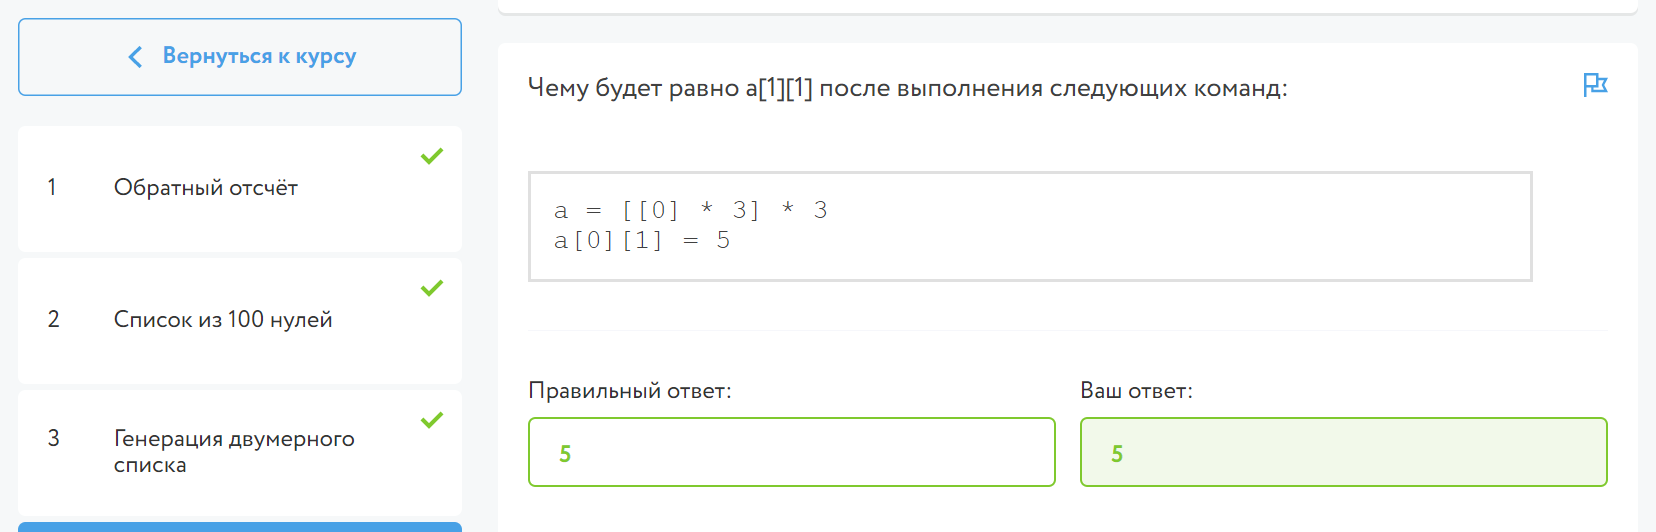 Вернуться к курсу
1 Обратный отсчёт
2 Список из 100 нулей
3 Генерация двумерного
списка
Чему будет равно a[1][1] после выполнения следующих команд:
a = [[0] * 3] * 3
a[0][1] = 5
Правильный ответ:
5
Ваш ответ:
5